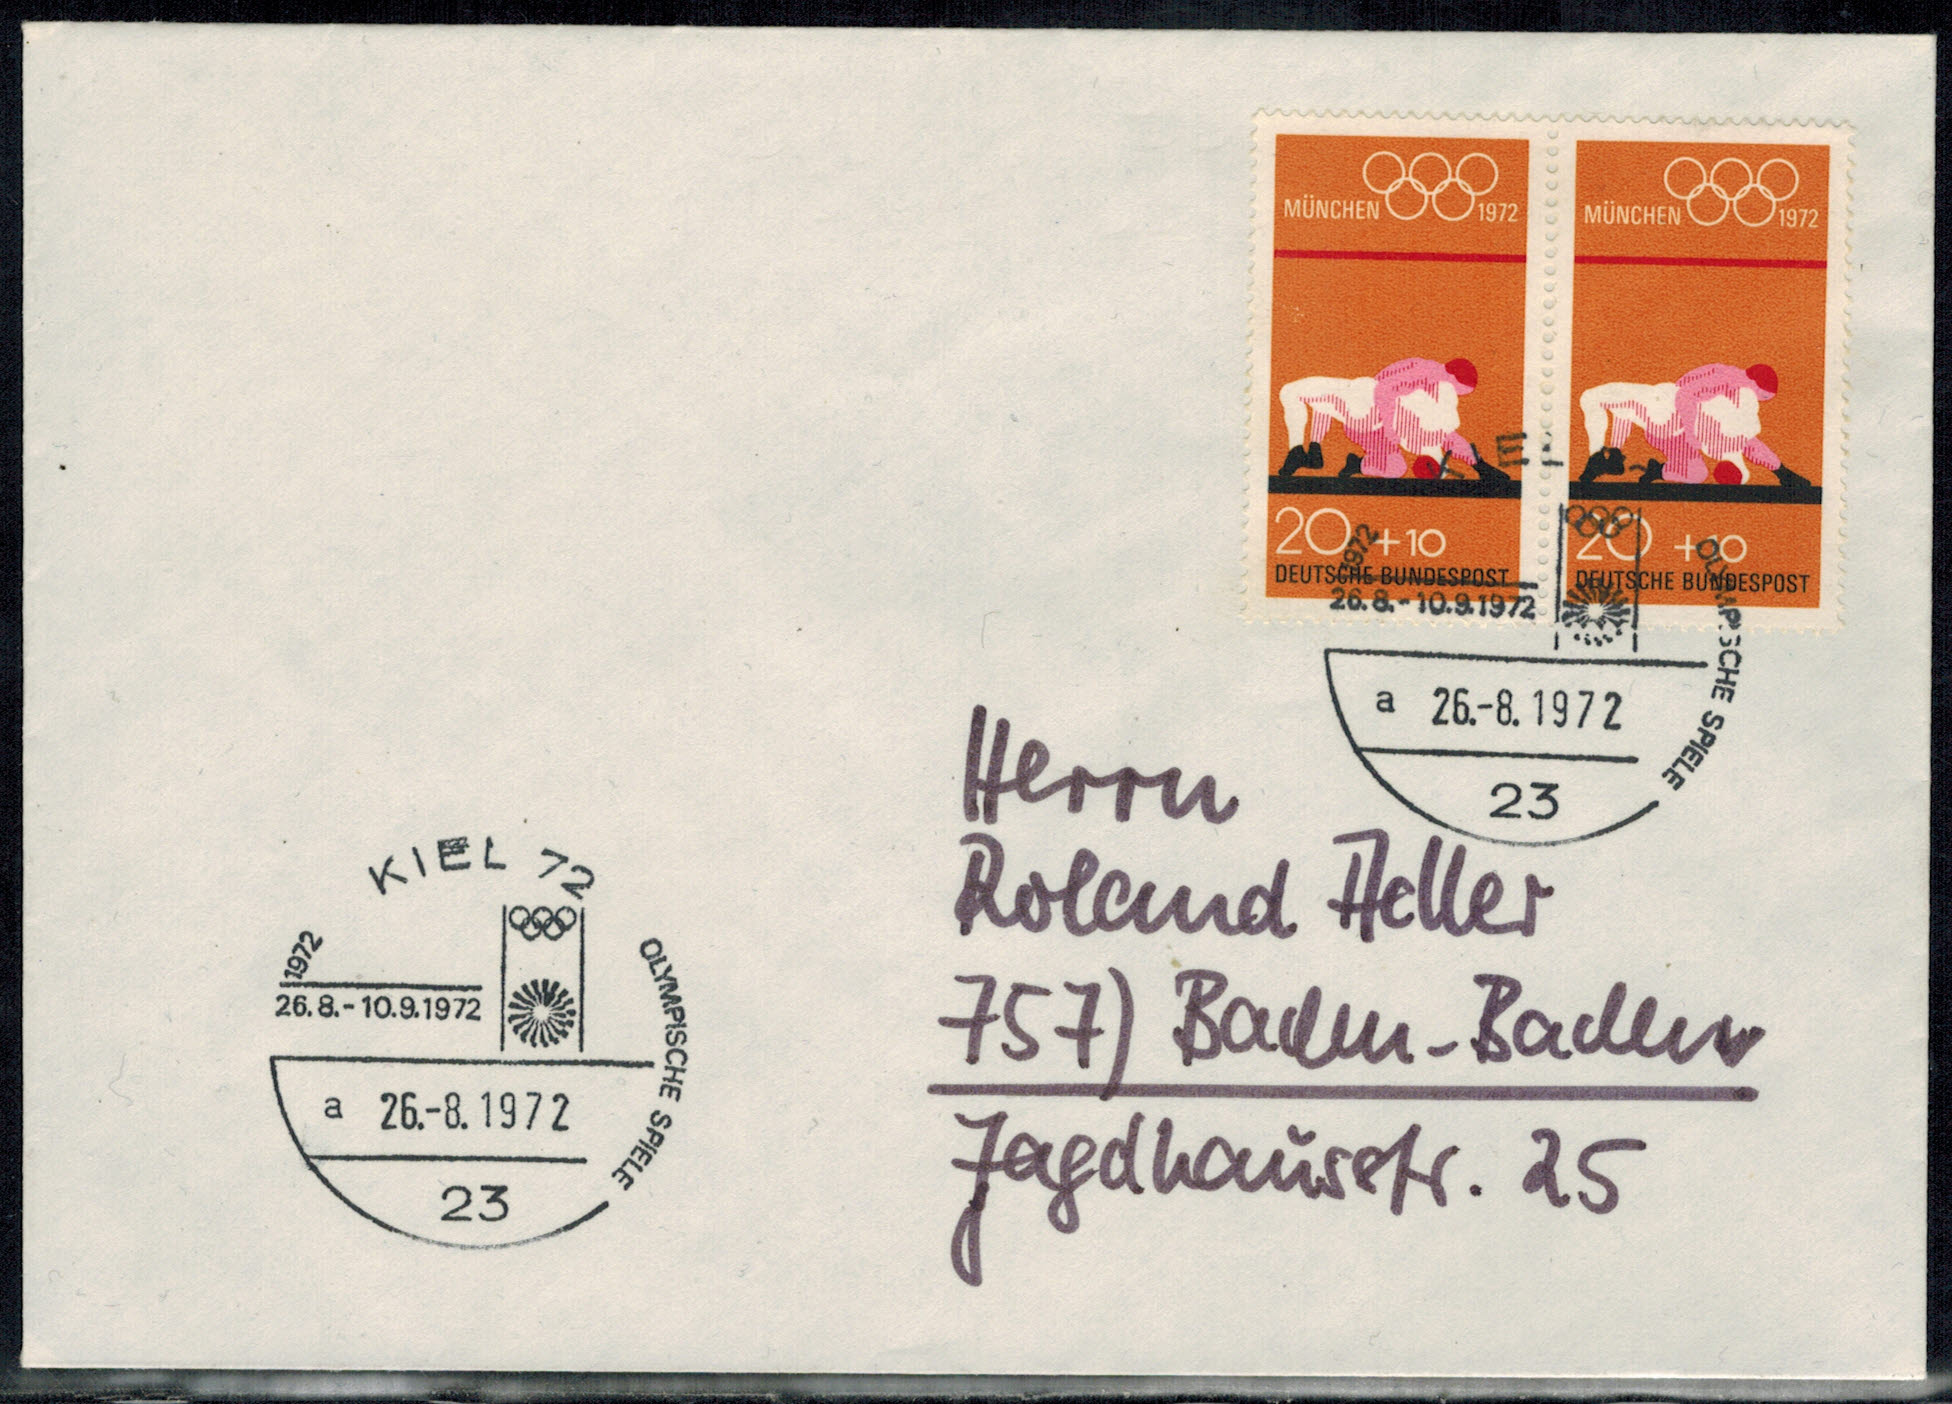 MÜNCHEN 1972
20+10
DEUTSCHE BUNDESPOST
MÜNCHEN 1972
20+10
DEUTSCHE BUNDESPOST
KIEL
1972
26.8.-10.9.1972
OLYMPISCHE SPIELE
a 26.-8.1972
23
Herrn
Roland Heller
757) Baden-Baden
Jagdhausstr. 25
KIEL 72
1972
26.8.-10.9.1972
OLYMPISCHE SPIELE
a 26.-8.1972
23